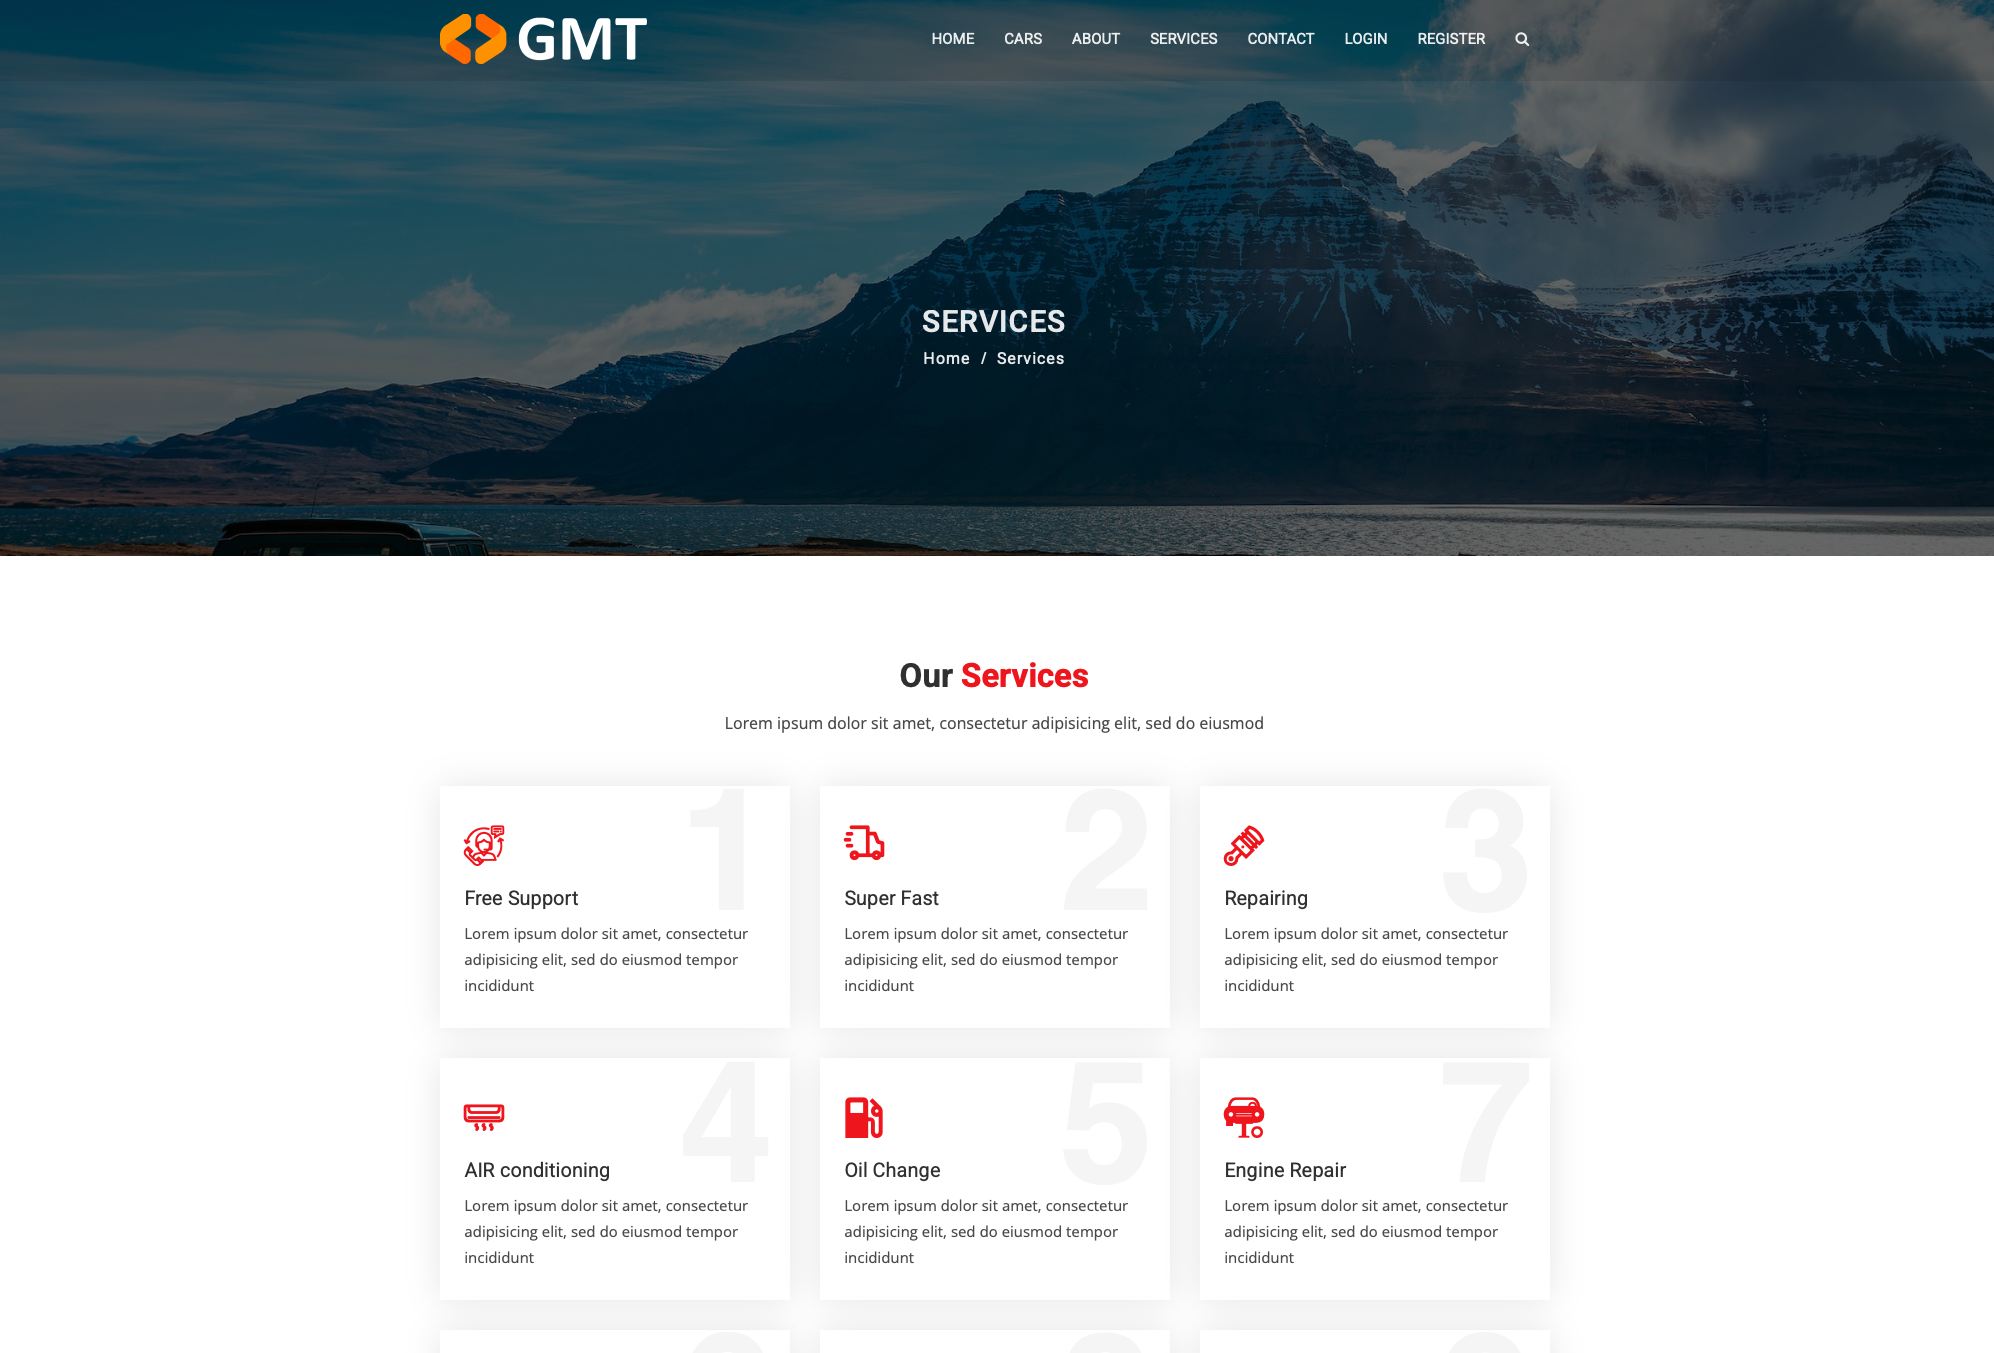 GMT
HOME CARS ABOUT SERVICES CONTACT LOGIN REGISTER
SERVICES
Home / Services
Our Services
Lorem ipsum dolor sit amet, consectetur adipisicing elit, sed do eiusmod
1
Free Support
Lorem ipsum dolor sit amet, consectetur
adipisicing elit, sed do eiusmod tempor
incididunt
2
Super Fast
Lorem ipsum dolor sit amet, consectetur
adipisicing elit, sed do eiusmod tempor
incididunt
3
Repairing
Lorem ipsum dolor sit amet, consectetur
adipisicing elit, sed do eiusmod tempor
incididunt
4
AIR conditioning
Lorem ipsum dolor sit amet, consectetur
adipisicing elit, sed do eiusmod tempor
incididunt
5
Oil Change
Lorem ipsum dolor sit amet, consectetur
adipisicing elit, sed do eiusmod tempor
incididunt
7
Engine Repair
Lorem ipsum dolor sit amet, consectetur
adipisicing elit, sed do eiusmod tempor
incididunt